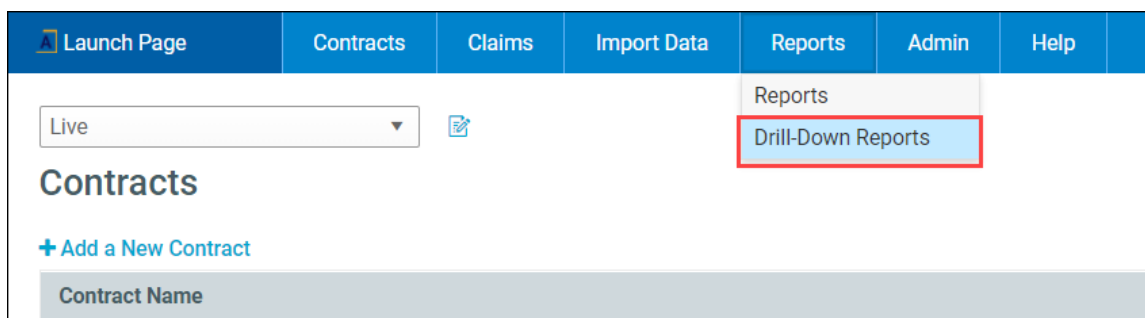 A Launch Page Contracts Claims Import Data Reports Admin Help
Reports
Live
Drill-Down Reports
Contracts
+ Add a New Contract
Contract Name